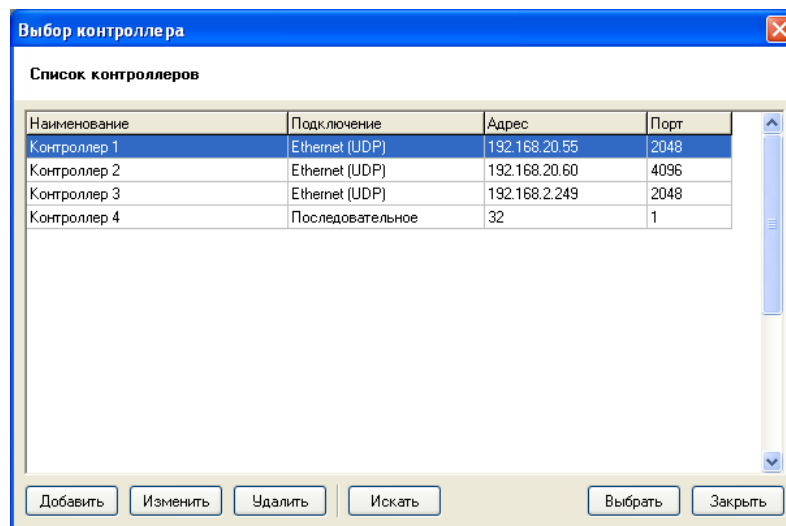 Выбор контроллера
Список контроллеров
Наименование Подключение Адрес Порт
Контроллер 1 Ethernet (UDP) 192.168.20.55 2048
Контроллер 2 Ethernet (UDP) 192.168.20.60 4096
Контроллер 3 Ethernet (UDP) 192.168.2.249 2048
Контроллер 4 Последовательное 32 1
Добавить Изменить Удалить Искать Выбрать Закрыть